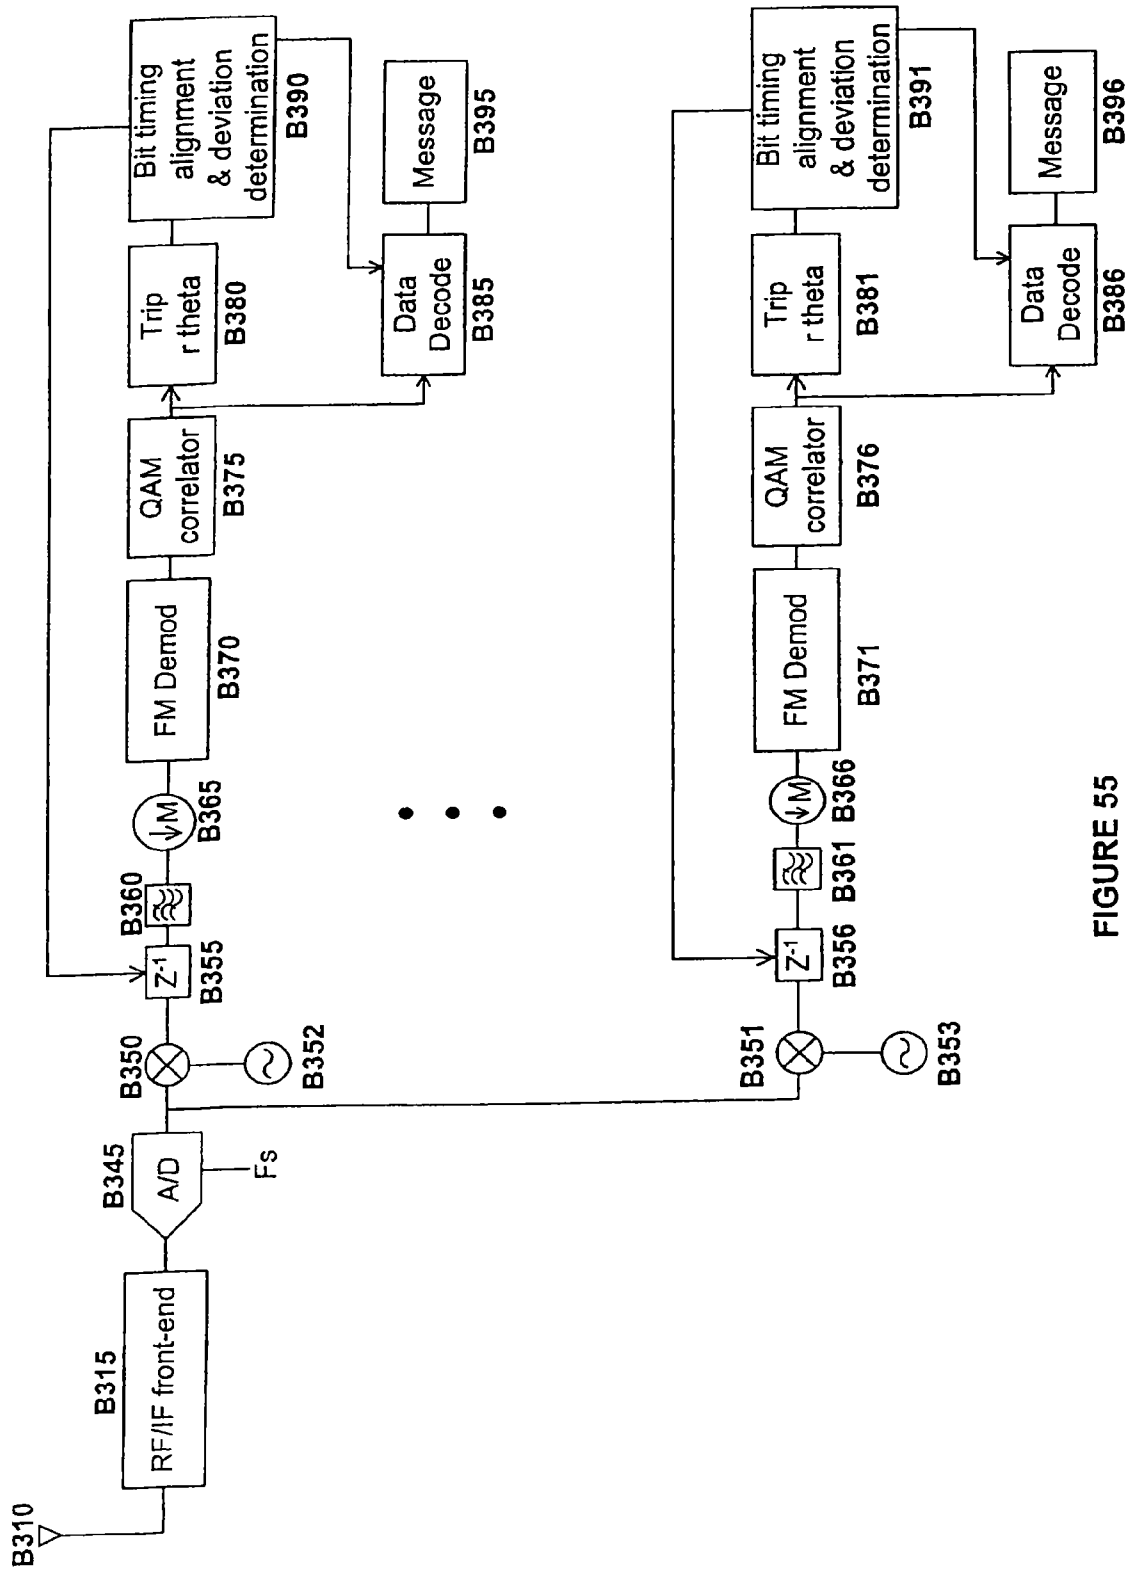 B310
B315
RF/IF front-end
B345
A/D
Fs
B350
B352
Z-1
B355
B360
↓M
B365
FM Demod
B370
QAM
correlator
B375
Trip
r theta
B380
Bit timing
alignment
& deviation
determination
B390
Data
Decode
B385
Message
B395
B351
B353
Z-1
B356
B361
↓M
B366
FM Demod
B371
QAM
correlator
B376
Trip
r theta
B381
Bit timing
alignment
& deviation
determination
B391
Data
Decode
B386
Message
B396
FIGURE 55